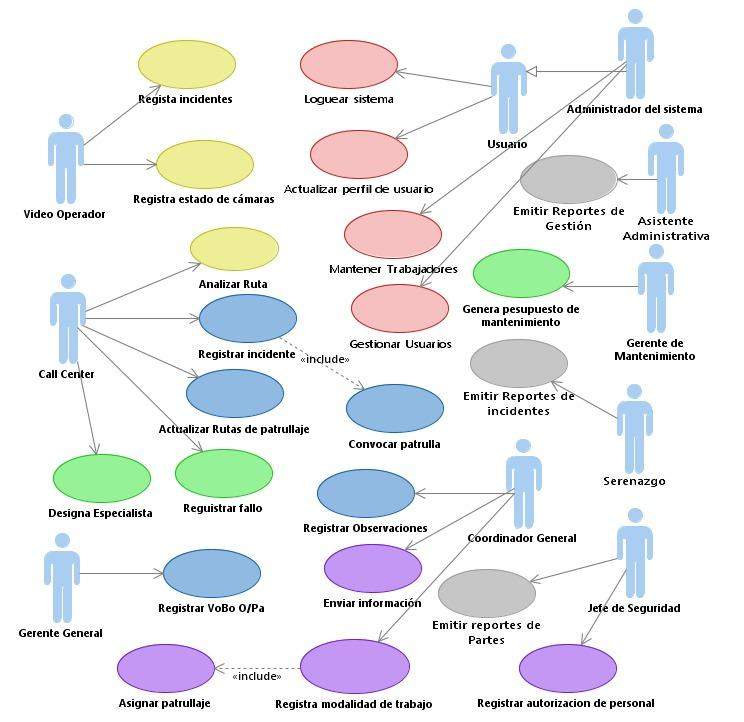 Regista incidentes
Loguear sistema
Usuario
Administrador del sistema
Video Operador
Registra estado de cámaras
Actualizar perfil de usuario
Emitir Reportes de
Gestión
Asistente
Administrativa
Analizar Ruta
Mantener Trabajadores
Genera pesupuesto de
mantenimiento
Gerente de
Mantenimiento
Call Center
Registrar incidente
«include»
Gestionar Usuarios
Emitir Reportes de
incidentes
Actualizar Rutas de patrullaje
Convocar patrulla
Serenazgo
Designa Especialista
Reguistrar fallo
Registrar Observaciones
Coordinador General
Gerente General
Registrar VoBo O/Pa
Enviar información
Emitir reportes de
Partes
Jefe de Seguridad
Asignar patrullaje
«include»
Registra modalidad de trabajo
Registrar autorizacion de personal